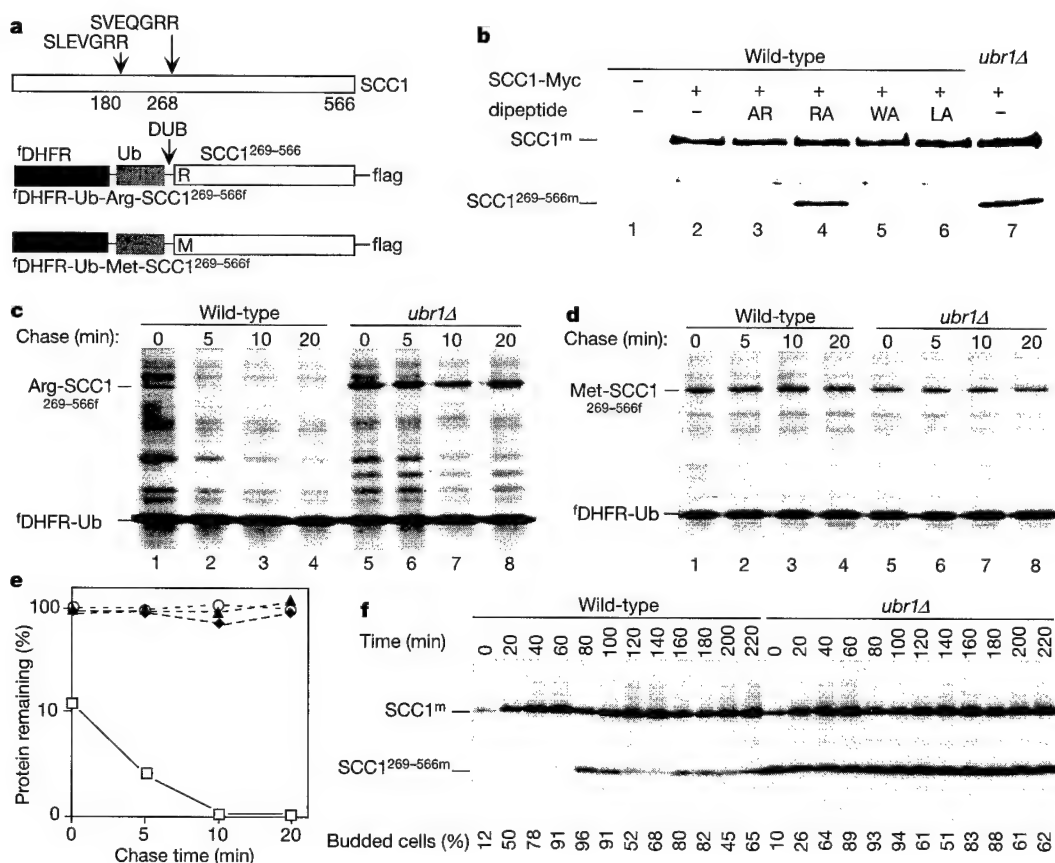 a
SVEQGRR
SLEVGRR
SCC1
180 268 566
DUB
fDHFR Ub SCC1269–566
R flag
fDHFR-Ub-Arg-SCC1269–566f
M flag
fDHFR-Ub-Met-SCC1269–566f
b
Wild-type ubr1Δ
SCC1-Myc – + + + + + +
dipeptide – – AR RA WA LA –
SCC1m
SCC1269–566m
1 2 3 4 5 6 7
c
Wild-type ubr1Δ
Chase (min): 0 5 10 20 0 5 10 20
Arg-SCC1
269–566f
fDHFR-Ub
1 2 3 4 5 6 7 8
d
Wild-type ubr1Δ
Chase (min): 0 5 10 20 0 5 10 20
Met-SCC1
269–566f
fDHFR-Ub
1 2 3 4 5 6 7 8
e
Protein remaining (%)
100
10
0
0 5 10 20
Chase time (min)
f
Wild-type ubr1Δ
Time (min) 0 20 40 60 80 100 120 140 160 180 200 220 0 20 40 60 80 100 120 140 160 180 200 220
SCC1m
SCC1269–566m
Budded cells (%) 12 50 78 91 96 91 52 68 80 82 45 65 10 26 64 89 93 94 61 51 83 88 61 62